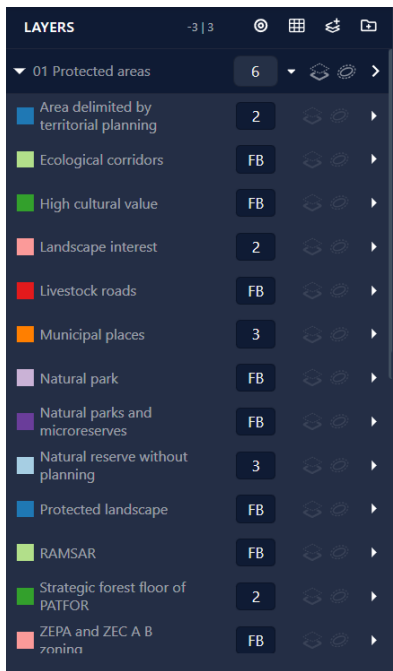 LAYERS -3 | 3
01 Protected areas 6
Area delimited by
territorial planning 2
Ecological corridors FB
High cultural value FB
Landscape interest 2
Livestock roads FB
Municipal places 3
Natural park FB
Natural parks and
microreserves FB
Natural reserve without
planning 3
Protected landscape FB
RAMSAR FB
Strategic forest floor of
PATFOR 2
ZEPA and ZEC A B
zoning FB